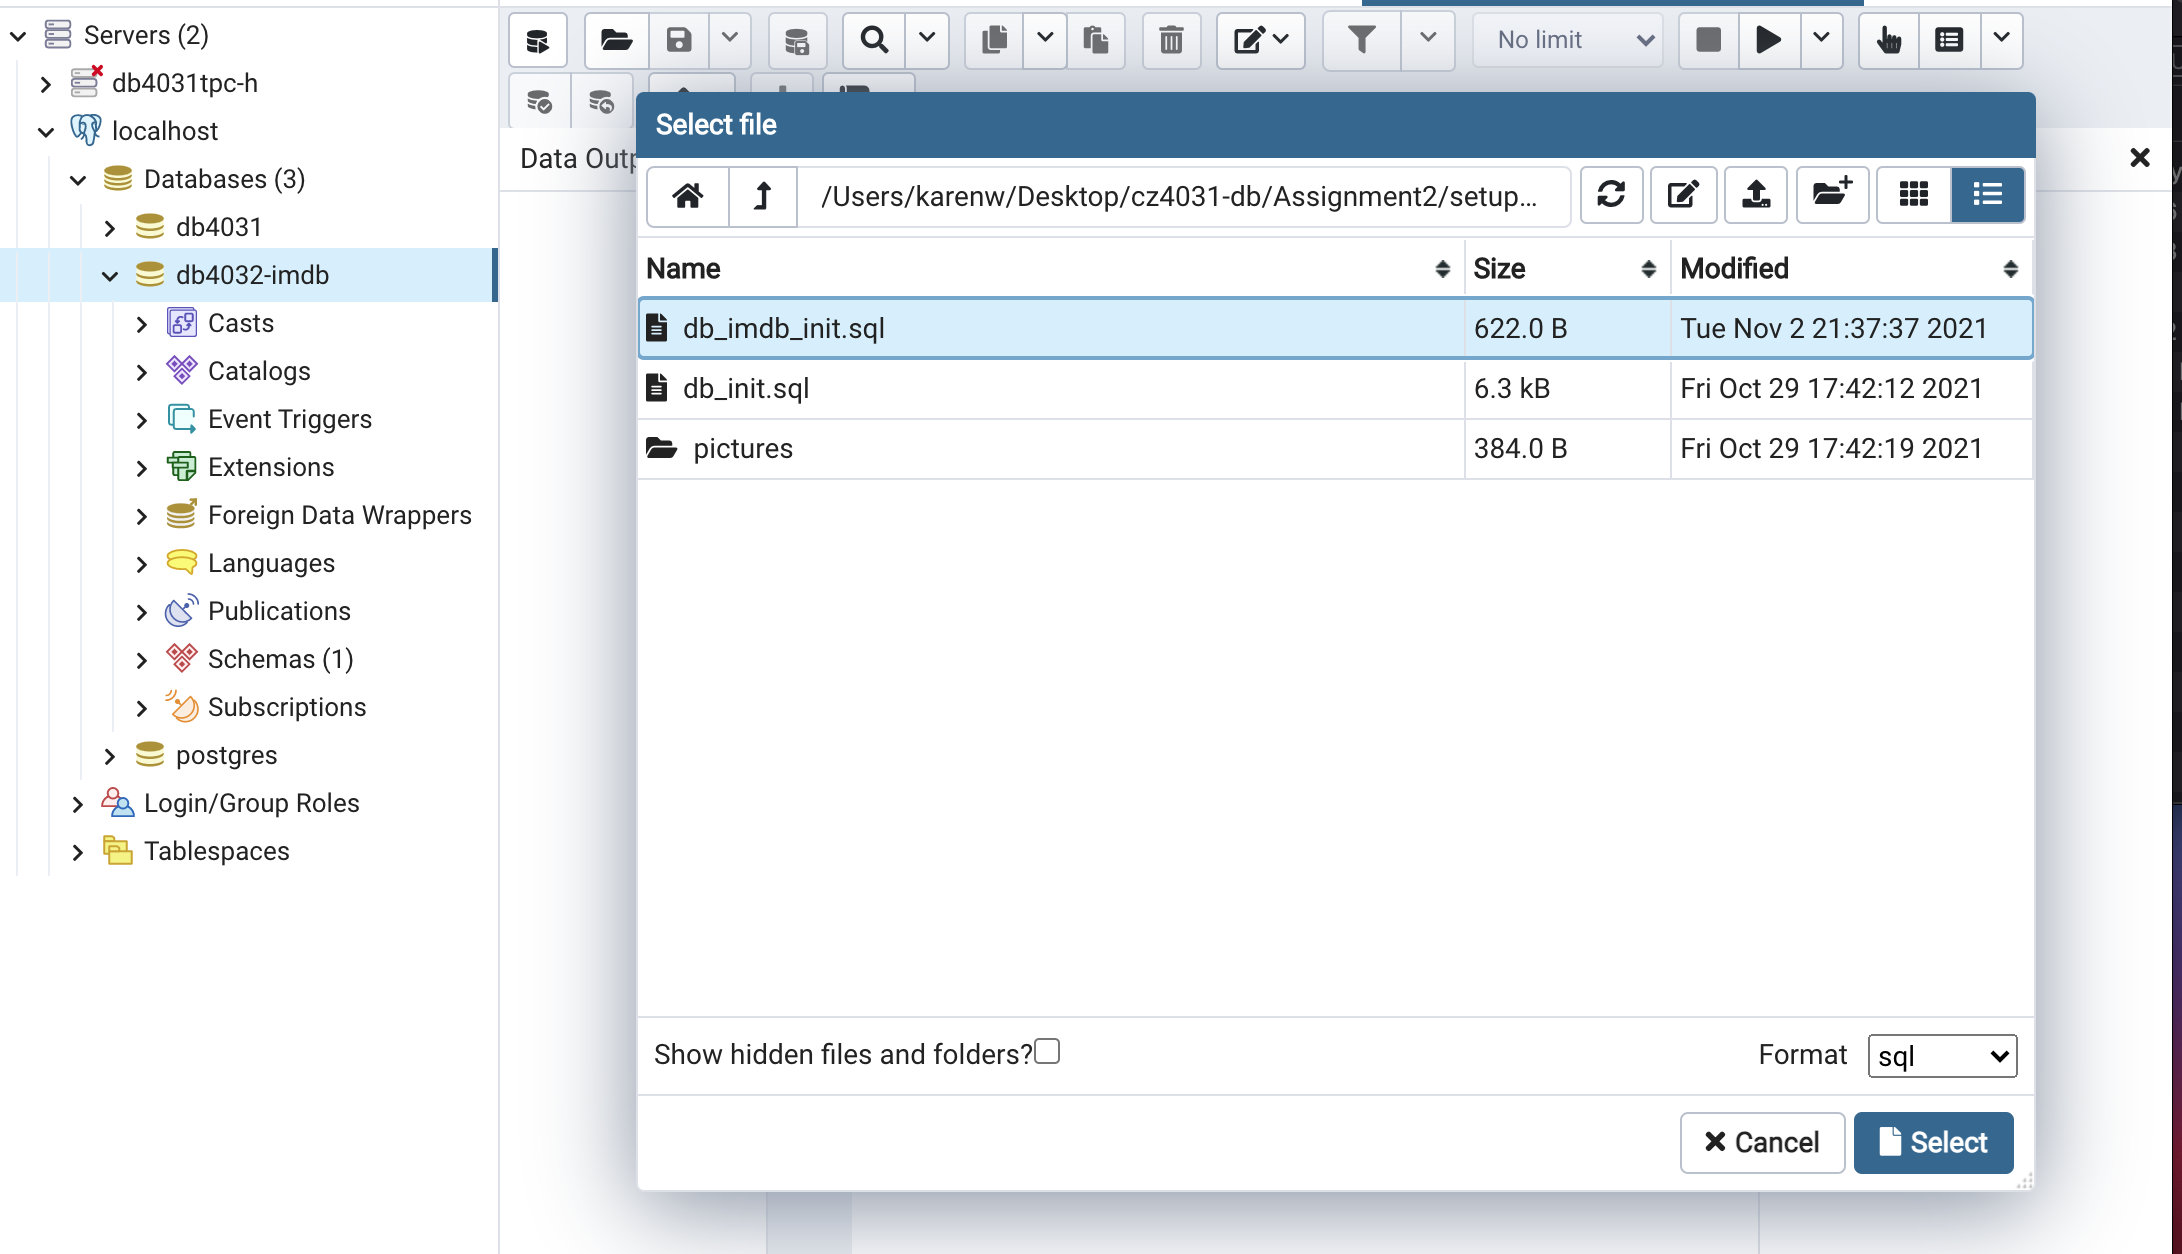 Servers (2)
db4031tpc-h
localhost
Databases (3)
db4031
db4032-imdb
Casts
Catalogs
Event Triggers
Extensions
Foreign Data Wrappers
Languages
Publications
Schemas (1)
Subscriptions
postgres
Login/Group Roles
Tablespaces
No limit
Data
Select file
/Users/karenw/Desktop/cz4031-db/Assignment2/setup...
Name Size Modified
db_imdb_init.sql 622.0 B Tue Nov 2 21:37:37 2021
db_init.sql 6.3 kB Fri Oct 29 17:42:12 2021
pictures 384.0 B Fri Oct 29 17:42:19 2021
Show hidden files and folders? Format sql
Cancel Select